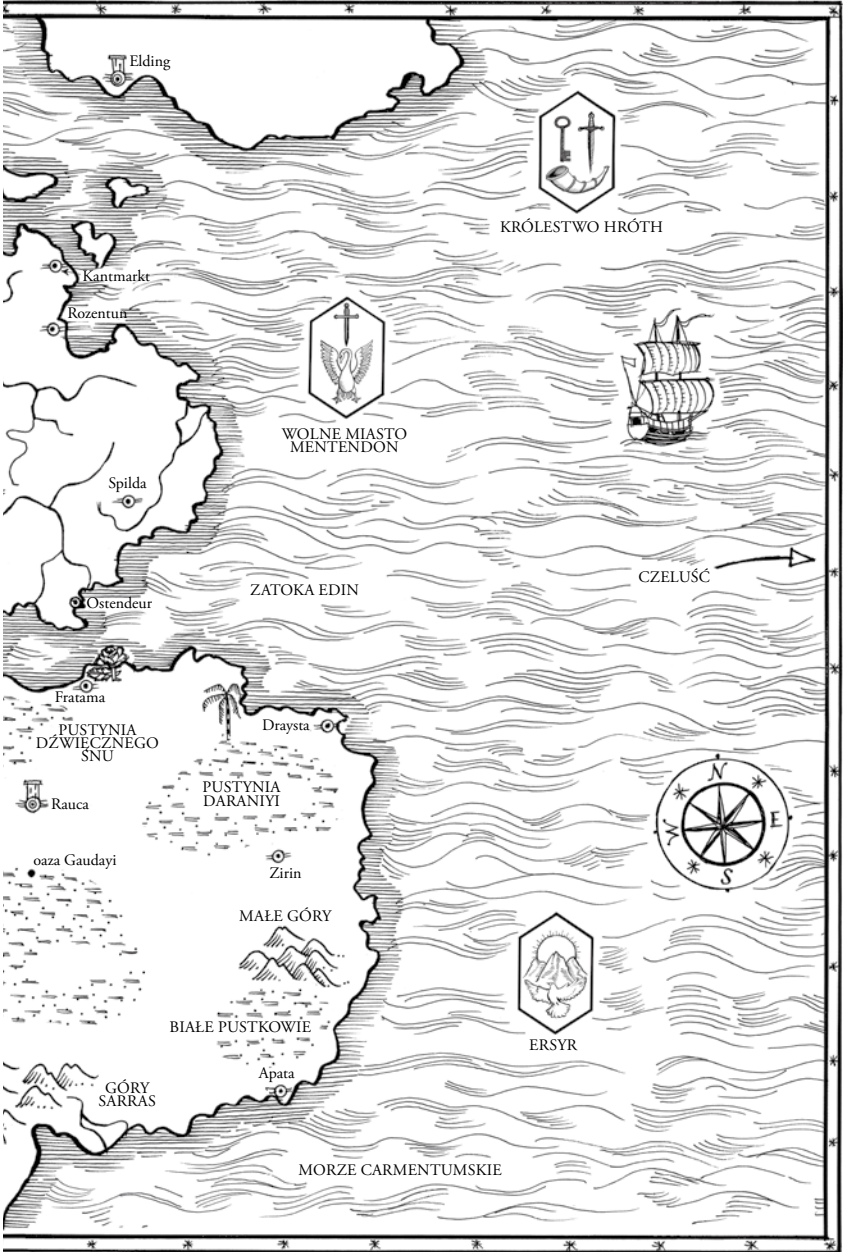 Elding
KRÓLESTWO HRÓTH
Kantmarkt
Rozentun
WOLNE MIASTO
MENTENDON
Spilda
CZELUŚĆ
ZATOKA EDIN
Ostendeur
Fratama
Draysta
PUSTYNIA
DŹWIĘCZNEGO
SNU
PUSTYNIA
DARANIYI
Rauca
N
W
E
S
oaza Gaudayi
Zirin
MAŁE GÓRY
BIAŁE PUSTKOWIE
ERSYR
Apata
GÓRY
SARRAS
MORZE CARMENTUMSKIE